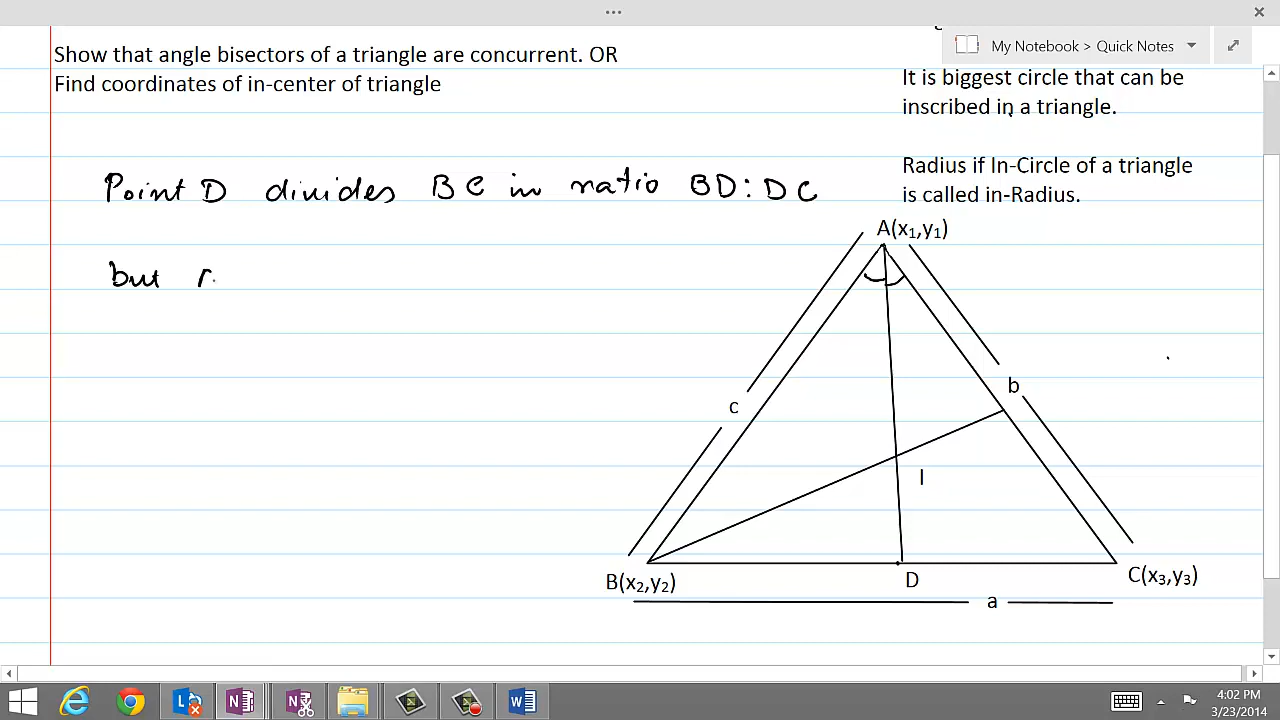 My Notebook > Quick Notes
Show that angle bisectors of a triangle are concurrent. OR
Find coordinates of in-center of triangle
It is biggest circle that can be
inscribed in a triangle.
Radius if In-Circle of a triangle
is called in-Radius.
Point D divides BC in ratio BD:DC
but r
A(x₁,y₁)
b
c
I
B(x₂,y₂)
D
C(x₃,y₃)
a
4:02 PM
3/23/2014